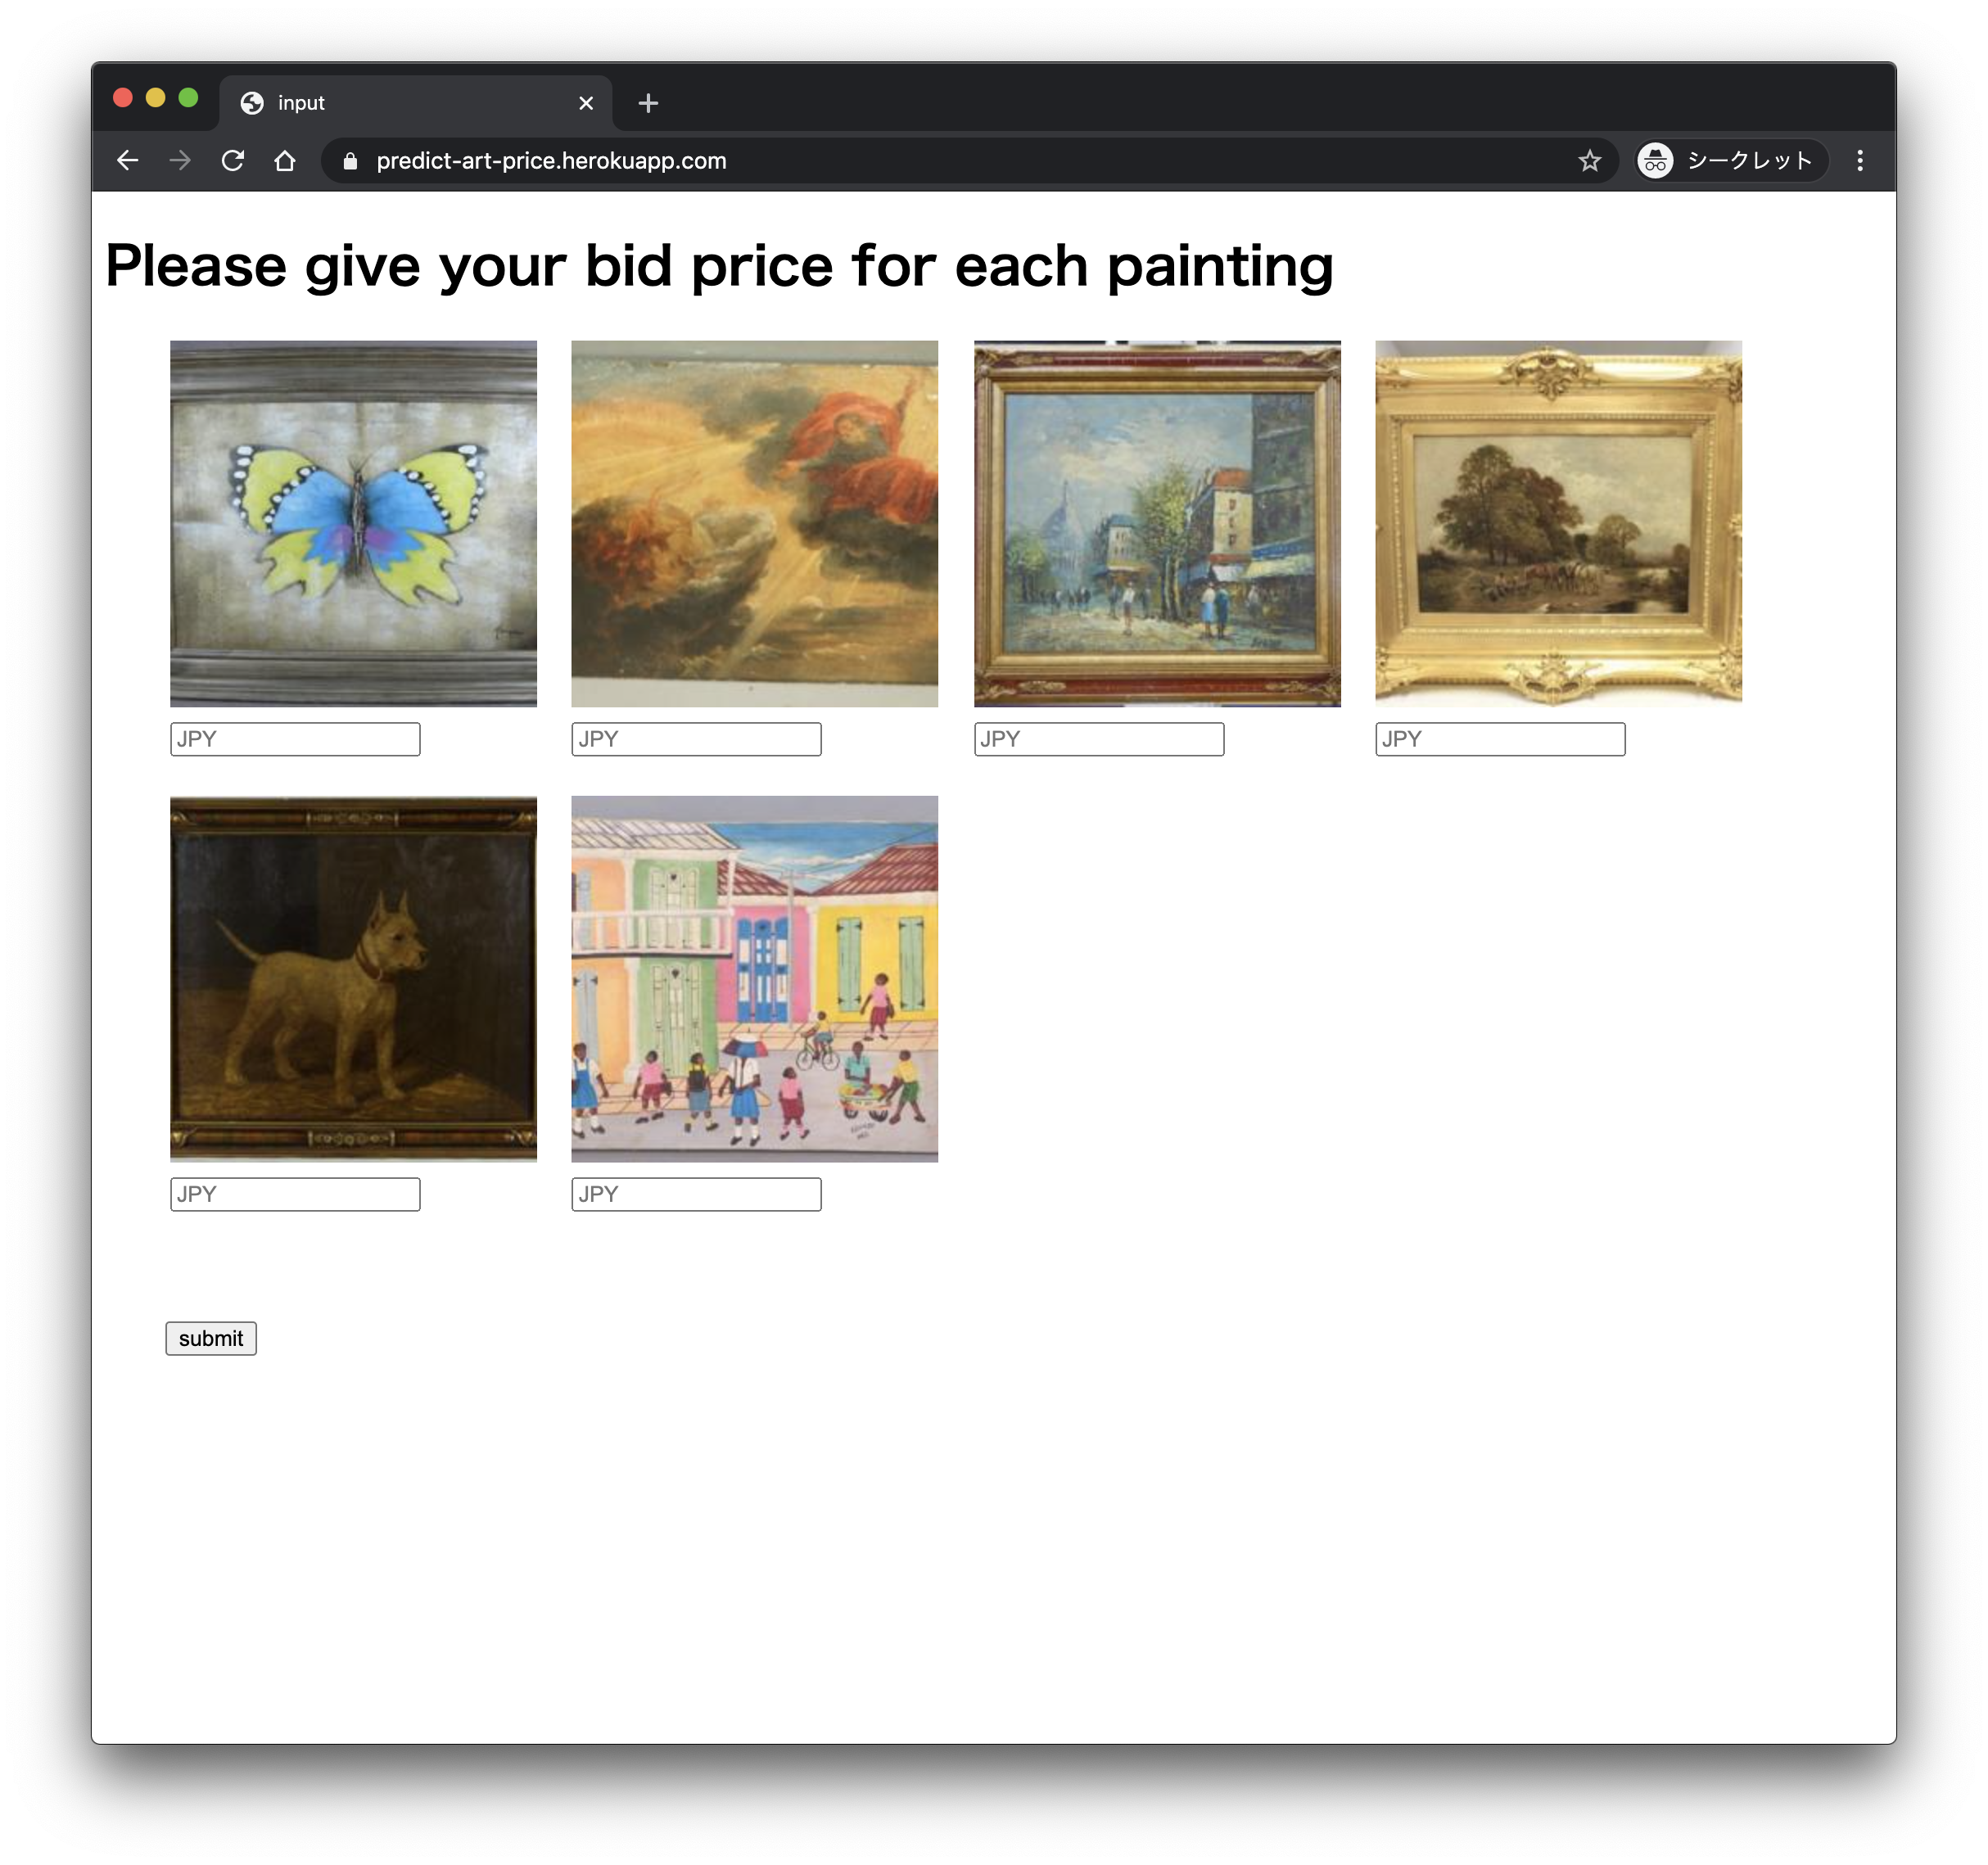 input
predict-art-price.herokuapp.com
シークレット
Please give your bid price for each painting
JPY
JPY
JPY
JPY
JPY
JPY
submit